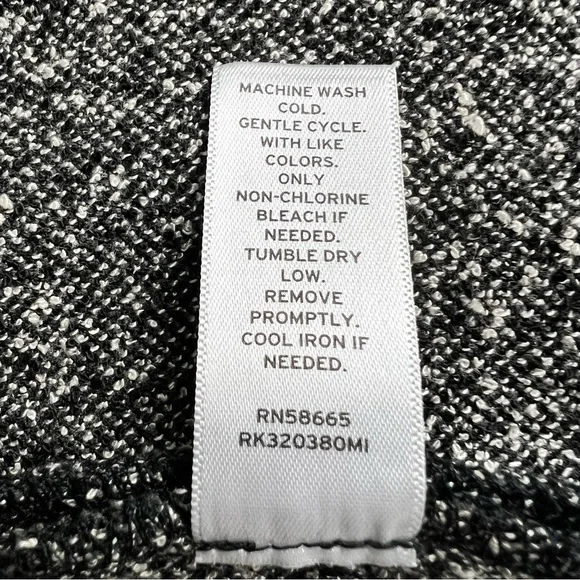 MACHINE WASH
COLD.
GENTLE CYCLE.
WITH LIKE
COLORS.
ONLY
NON-CHLORINE
BLEACH IF
NEEDED.
TUMBLE DRY
LOW.
REMOVE
PROMPTLY.
COOL IRON IF
NEEDED.
RN58665
RK320380MI